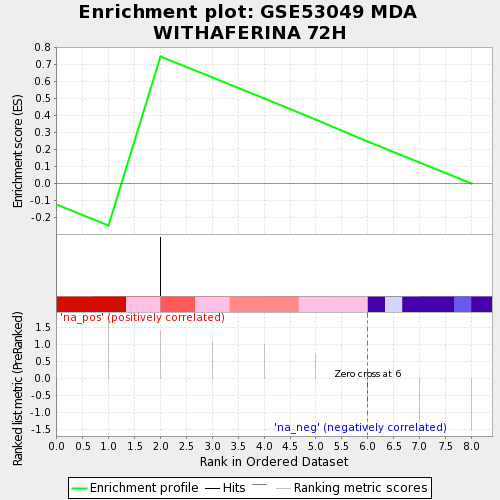 Enrichment plot: GSE53049 MDA
WITHAFERINA 72H
Enrichment score (ES)
0.8
0.7
0.6
0.5
0.4
0.3
0.2
0.1
0.0
-0.1
-0.2
Ranked list metric (PreRanked)
1.5
1.0
0.5
0.0
-0.5
-1.0
-1.5
'na_pos' (positively correlated)
Zero cross at 6
'na_neg' (negatively correlated)
0.0 0.5 1.0 1.5 2.0 2.5 3.0 3.5 4.0 4.5 5.0 5.5 6.0 6.5 7.0 7.5 8.0
Rank in Ordered Dataset
Enrichment profile Hits Ranking metric scores